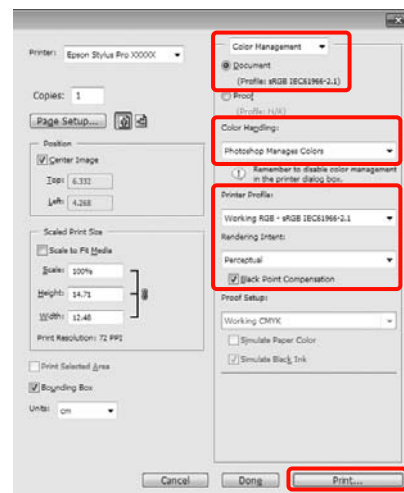 Printer: Epson Stylus Pro XXXXX
Copies: 1
Page Setup...
Position
Center Image
Top: 6.332
Left: 4.268
Scaled Print Size
Scale to Fit Media
Scale: 100%
Height: 14.71
Width: 12.48
Print Resolution: 72 PPI
Print Selected Area
Bounding Box
Units: cm
Color Management
Document
(Profile: sRGB IEC61966-2.1)
Proof
(Profile: N/A)
Color Handling:
Photoshop Manages Colors
Remember to disable color management
in the printer dialog box.
Printer Profile:
Working RGB - sRGB IEC61966-2.1
Rendering Intent:
Perceptual
Black Point Compensation
Proof Setup:
Working CMYK
Simulate Paper Color
Simulate Black Ink
Cancel
Done
Print...